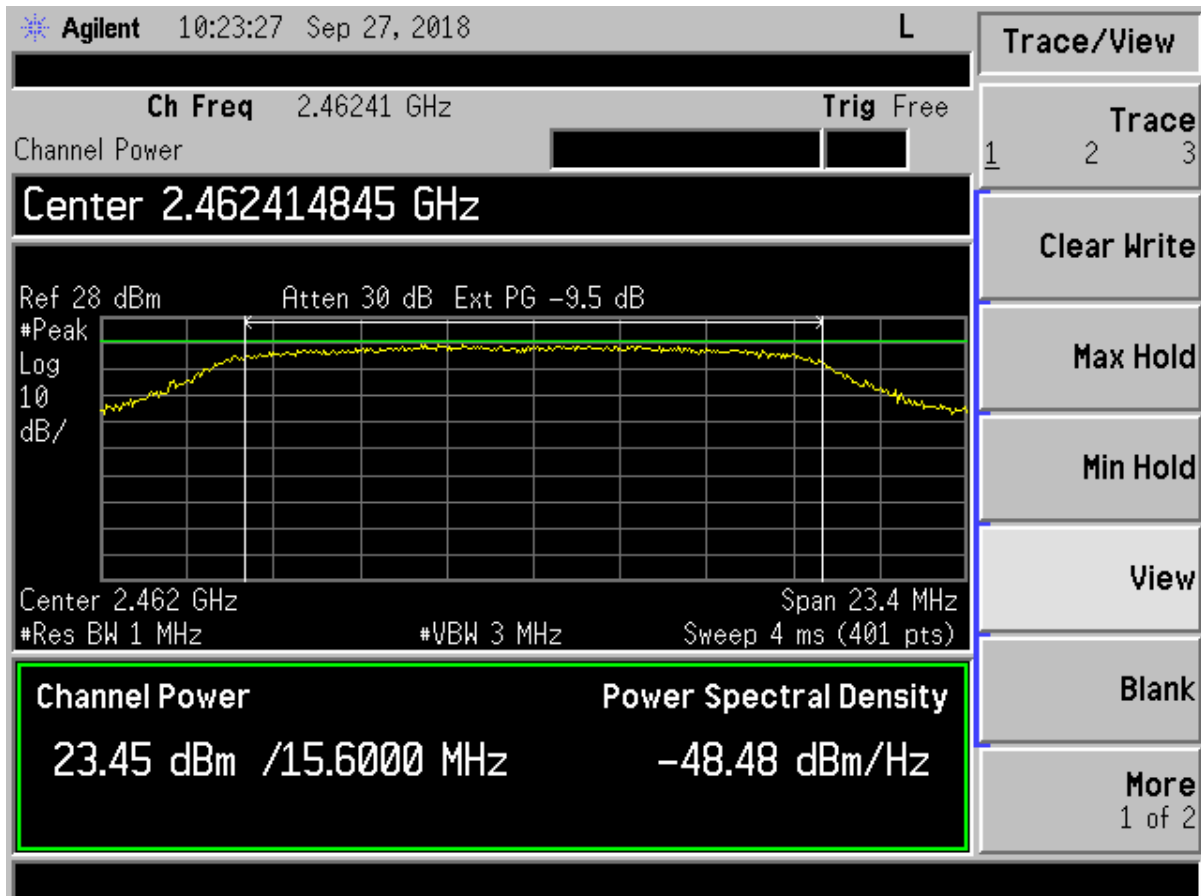 Agilent 10:23:27 Sep 27, 2018 L
Ch Freq 2.46241 GHz Trig Free
Channel Power
Center 2.462414845 GHz
Ref 28 dBm Atten 30 dB Ext PG -9.5 dB
#Peak
Log
10
dB/
Center 2.462 GHz Span 23.4 MHz
#Res BW 1 MHz #VBW 3 MHz Sweep 4 ms (401 pts)
Channel Power Power Spectral Density
23.45 dBm /15.6000 MHz -48.48 dBm/Hz
Trace/View
Trace
1 2 3
Clear Write
Max Hold
Min Hold
View
Blank
More
1 of 2